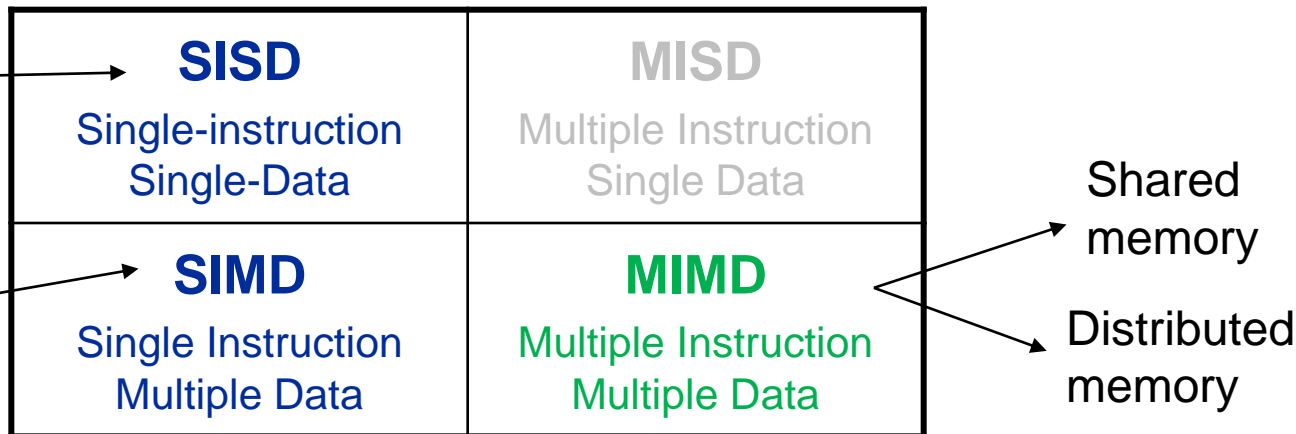 SISD
Single-instruction
Single-Data
MISD
Multiple Instruction
Single Data
SIMD
Single Instruction
Multiple Data
MIMD
Multiple Instruction
Multiple Data
Shared
memory
Distributed
memory